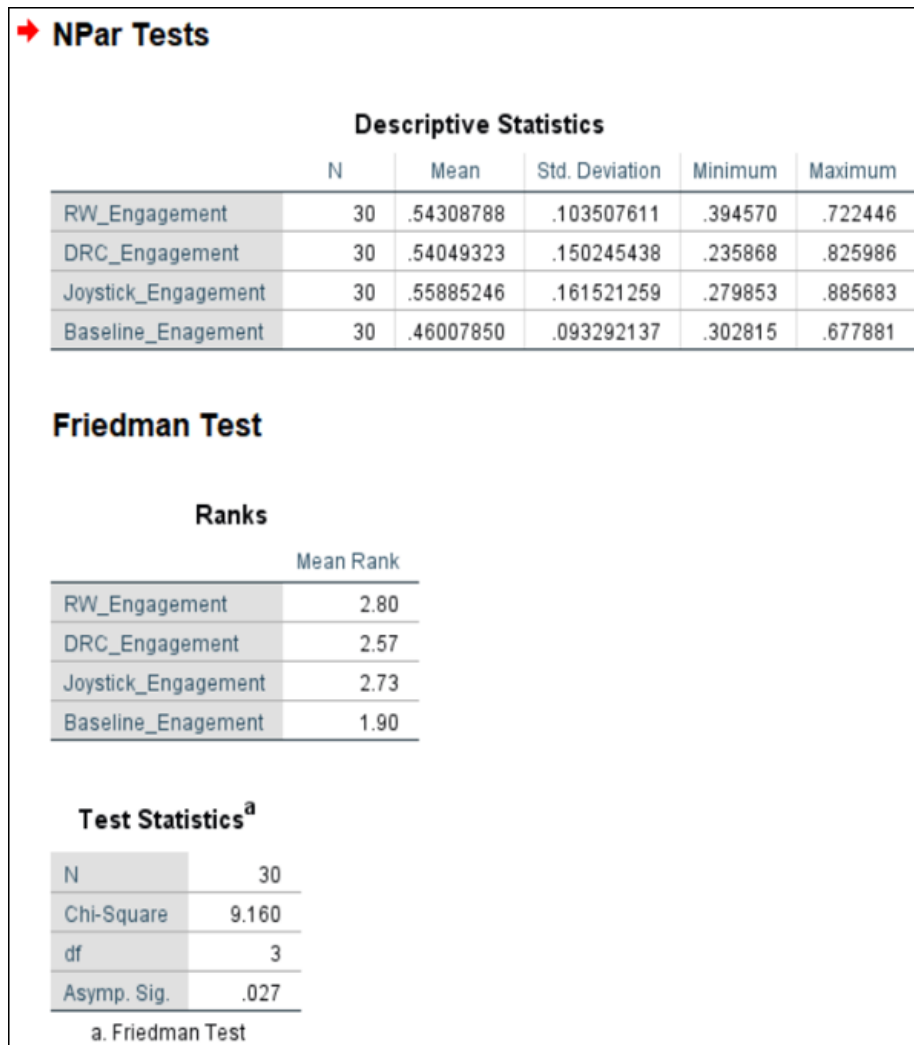 NPar Tests
Descriptive Statistics
N Mean Std. Deviation Minimum Maximum
RW_Engagement 30 .54308788 .103507611 .394570 .722446
DRC_Engagement 30 .54049323 .150245438 .235868 .825986
Joystick_Engagement 30 .55885246 .161521259 .279853 .885683
Baseline_Enagement 30 .46007850 .093292137 .302815 .677881
Friedman Test
Ranks
Mean Rank
RW_Engagement 2.80
DRC_Engagement 2.57
Joystick_Engagement 2.73
Baseline_Enagement 1.90
Test Statisticsa
N 30
Chi-Square 9.160
df 3
Asymp. Sig. .027
a. Friedman Test